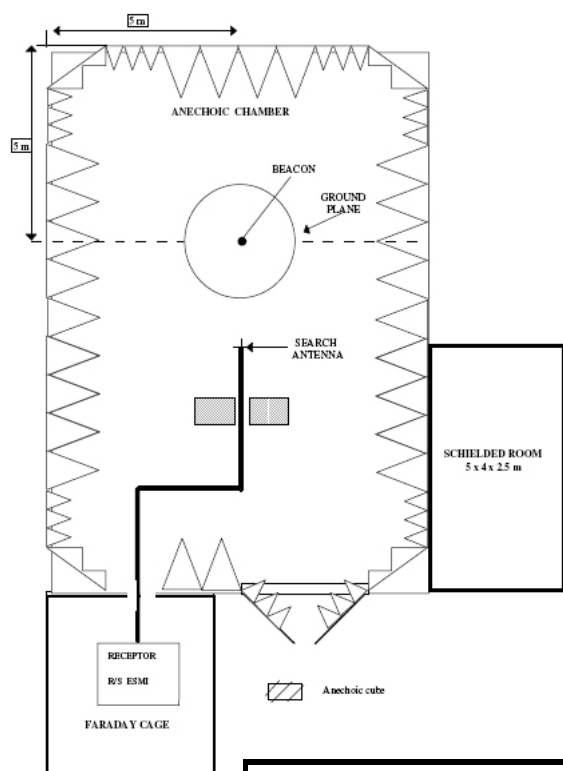 5 m
ANECHOIC CHAMBER
5 m
BEACON
GROUND
PLANE
SEARCH
ANTENNA
SCHIELDED ROOM
5 x 4 x 2.5 m
RECEPTOR
R/S ESMI
Anechoic cube
FARADAY CAGE